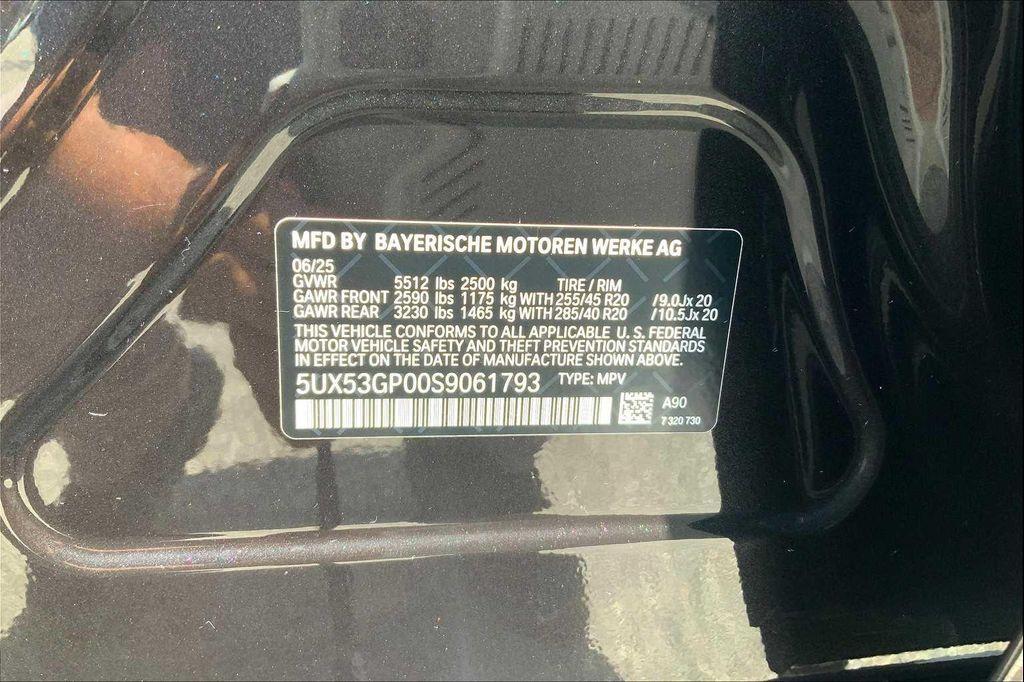 MFD BY BAYERISCHE MOTOREN WERKE AG
06/25
GVWR 5512 lbs 2500 kg TIRE / RIM
GAWR FRONT 2590 lbs 1175 kg WITH 255/45 R20 /9.0Jx 20
GAWR REAR 3230 lbs 1465 kg WITH 285/40 R20 /10.5Jx 20
THIS VEHICLE CONFORMS TO ALL APPLICABLE U. S. FEDERAL
MOTOR VEHICLE SAFETY AND THEFT PREVENTION STANDARDS
IN EFFECT ON THE DATE OF MANUFACTURE SHOWN ABOVE.
5UX53GP00S9061793 TYPE: MPV
A90
7 320 730